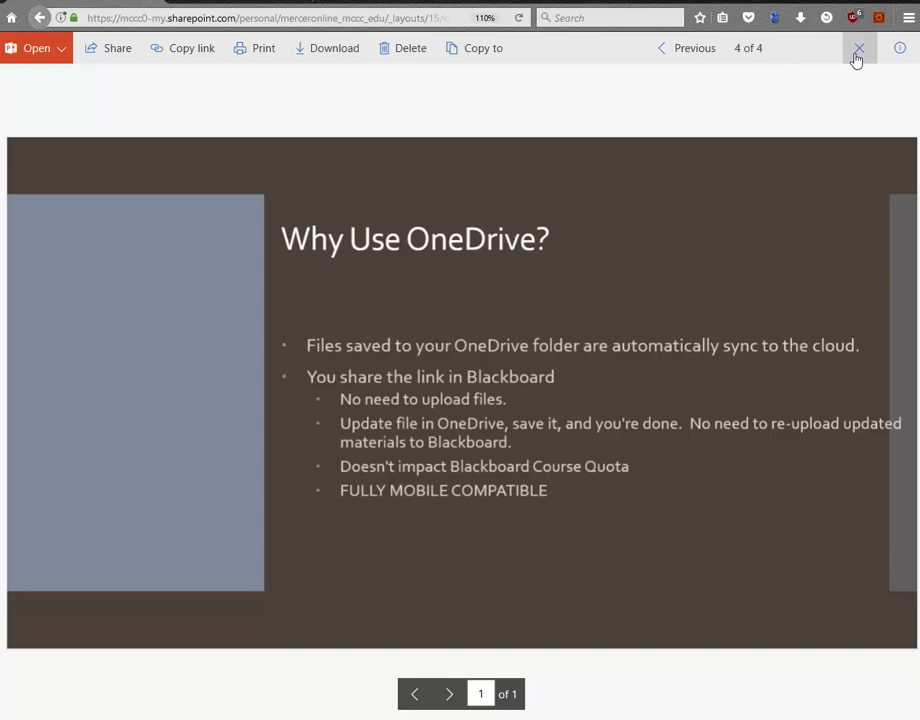 https://mccc0-my.sharepoint.com/personal/merceronline_mccc_edu/_layouts/15/
110%
Search
6
Open
Share
Copy link
Print
Download
Delete
Copy to
Previous
4 of 4
Why Use OneDrive?
• Files saved to your OneDrive folder are automatically sync to the cloud.
• You share the link in Blackboard
• No need to upload files.
• Update file in OneDrive, save it, and you're done. No need to re-upload updated
materials to Blackboard.
• Doesn't impact Blackboard Course Quota
• FULLY MOBILE COMPATIBLE
1
of 1